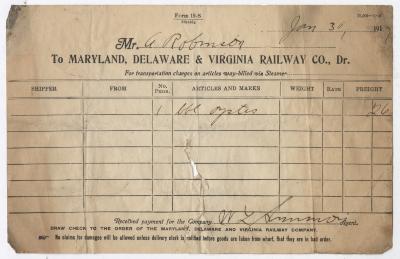 Form 19-S
Jan 30, 191
Mr. A Robinson
To MARYLAND, DELAWARE & VIRGINIA RAILWAY CO., Dr.
For transportation charges on articles way-billed via Steamer
SHIPPER FROM No. PKGS. ARTICLES AND MARKS WEIGHT RATE FREIGHT
1 bbl oysters 26
Received payment for the Company, W L Simmons Agent.
DRAW CHECK TO THE ORDER OF THE MARYLAND, DELAWARE AND VIRGINIA RAILWAY COMPANY.
No claims for damages will be allowed unless delivery clerk is notified before goods are taken from wharf, that they are in bad order.